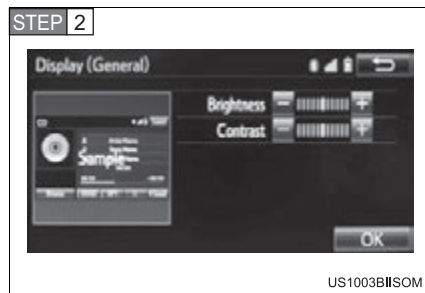 STEP 2
Display (General)
Brightness
Contrast
Sample
OK
US1003BⅡSOM